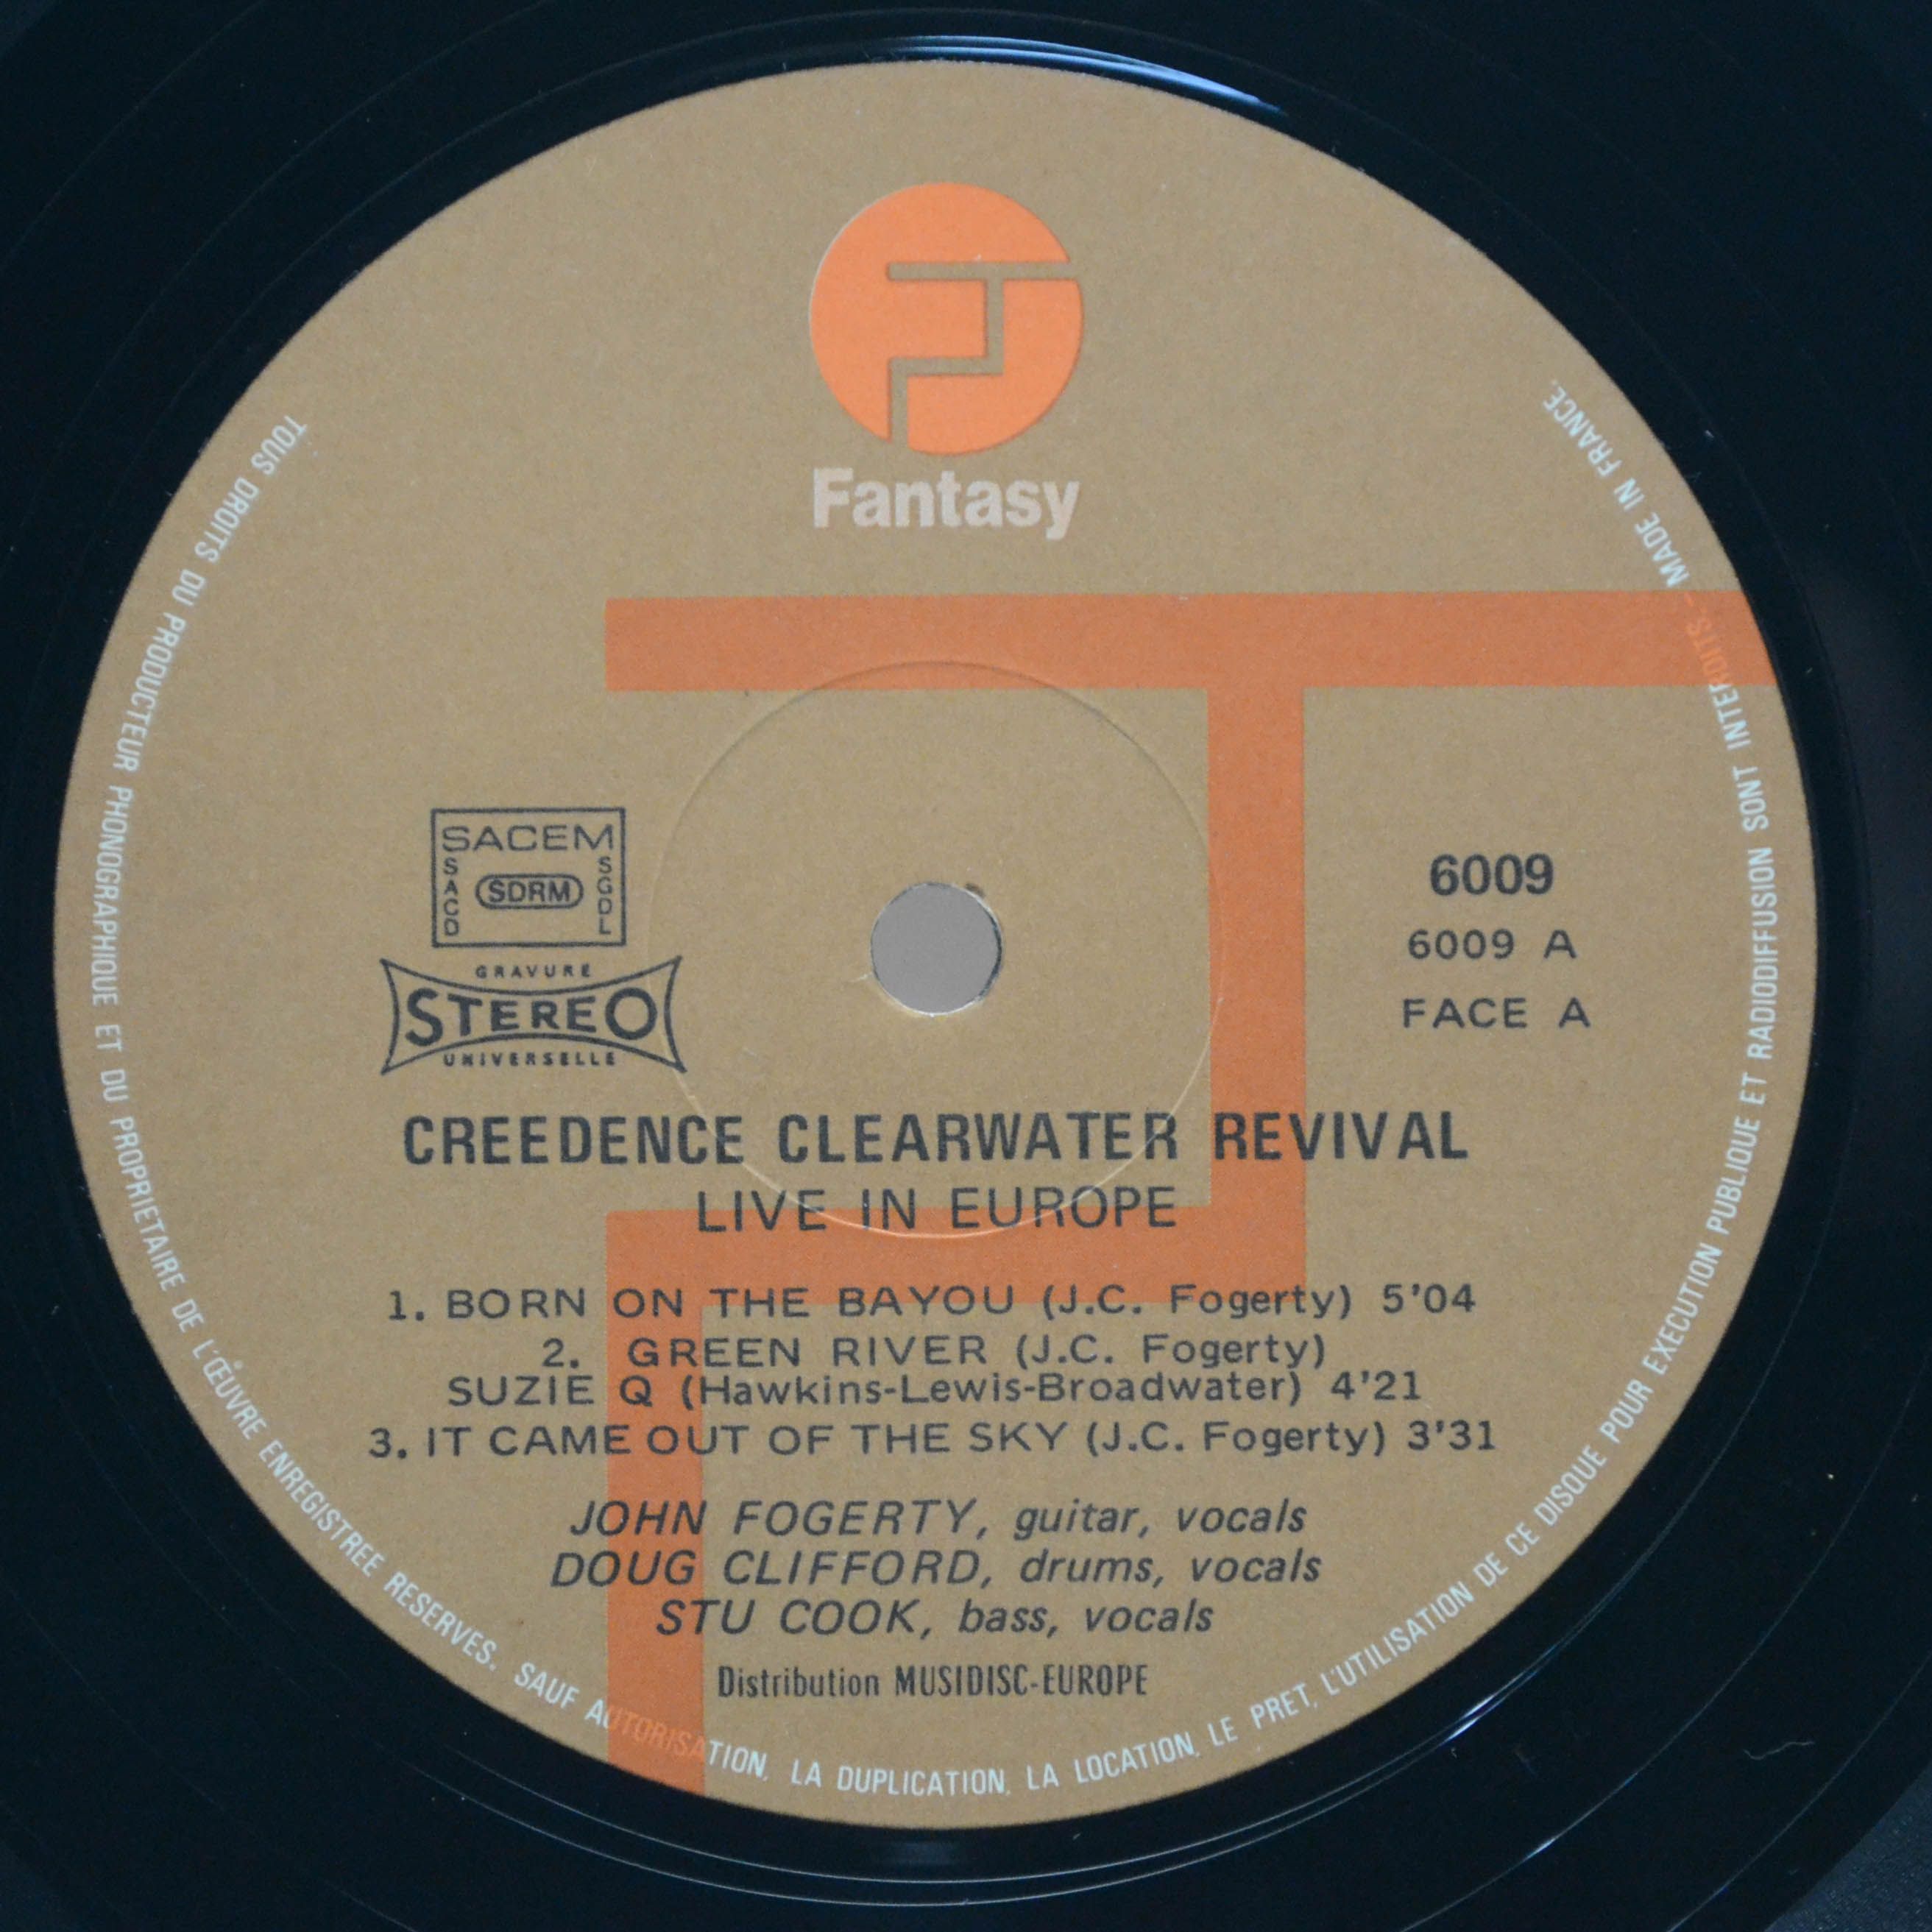 Fantasy
SACEM
SACD
SDRM
SGDL
GRAVURE
STEREO
UNIVERSELLE
6009
6009 A
FACE A
CREEDENCE CLEARWATER REVIVAL
LIVE IN EUROPE
1. BORN ON THE BAYOU (J.C. Fogerty) 5'04
2. GREEN RIVER (J.C. Fogerty)
SUZIE Q (Hawkins-Lewis-Broadwater) 4'21
3. IT CAME OUT OF THE SKY (J.C. Fogerty) 3'31
JOHN FOGERTY, guitar, vocals
DOUG CLIFFORD, drums, vocals
STU COOK, bass, vocals
Distribution MUSIDISC-EUROPE
TOUS DROITS DU PRODUCTEUR PHONOGRAPHIQUE ET DU PROPRIETAIRE DE L'ŒUVRE ENREGISTREE RESERVES. SAUF AUTORISATION, LA DUPLICATION, LA LOCATION, LE PRET, L'UTILISATION DE CE DISQUE POUR EXECUTION PUBLIQUE ET RADIODIFFUSION SONT INTERDITS.- MADE IN FRANCE.